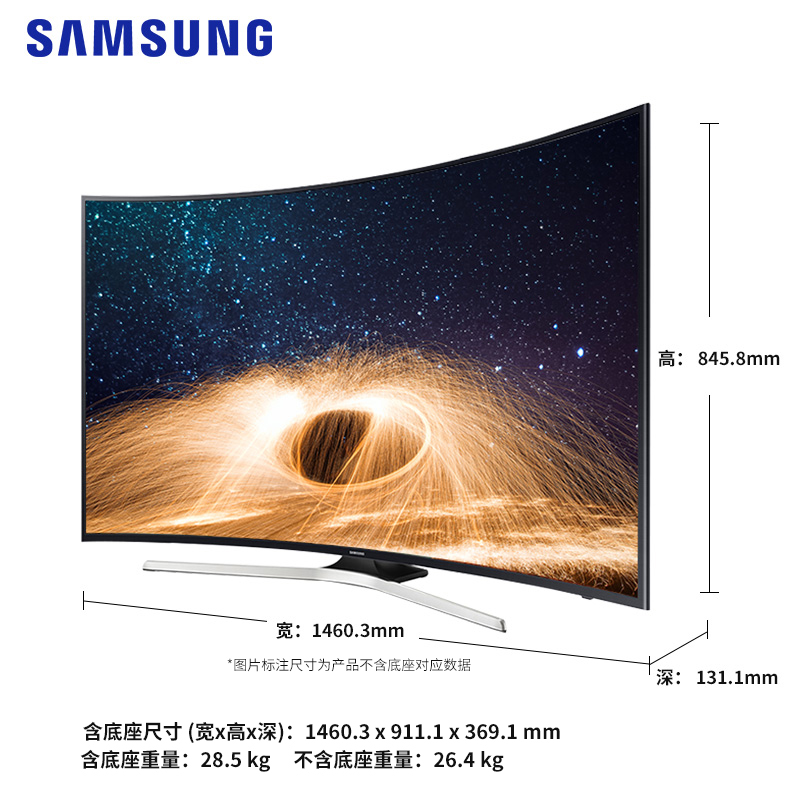 SAMSUNG
高： 845.8mm
SAMSUNG
宽：1460.3mm
*图片标注尺寸为产品不含底座对应数据
深： 131.1mm
含底座尺寸 (宽x高x深)：1460.3 x 911.1 x 369.1 mm
含底座重量：28.5 kg 不含底座重量：26.4 kg